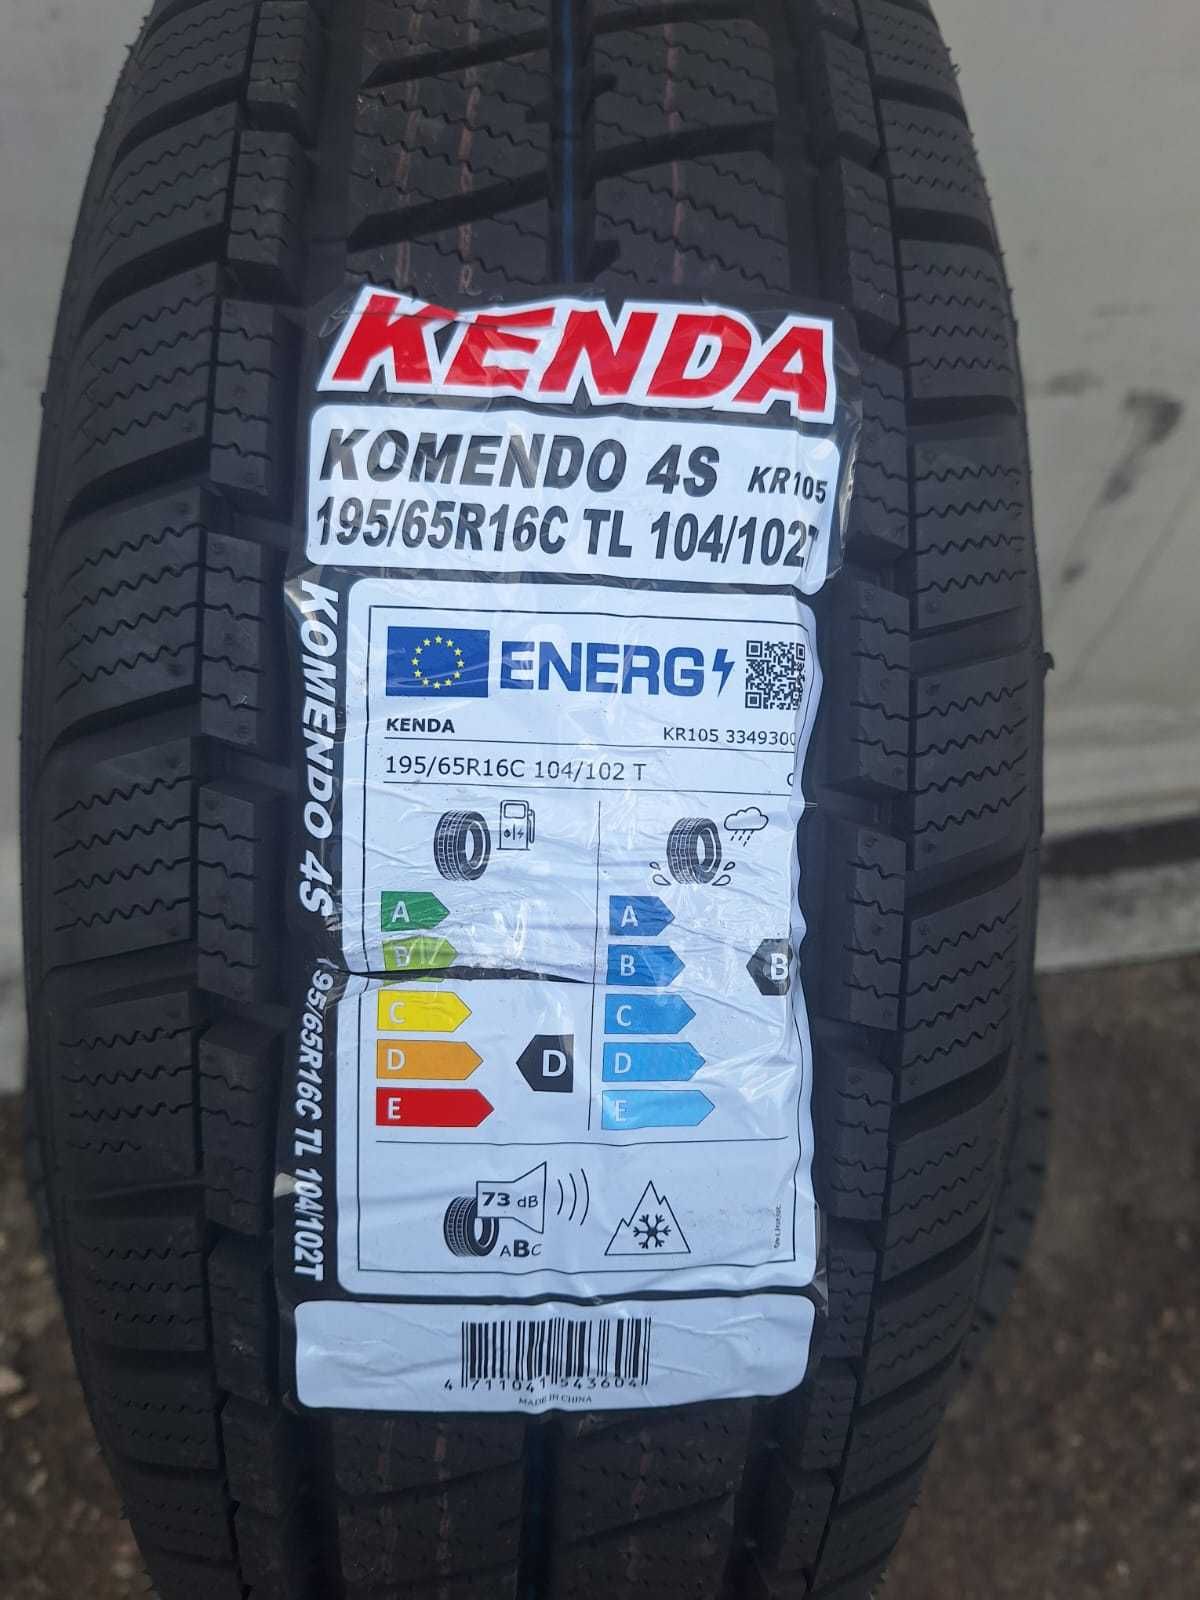 KENDA
KOMENDO 4S KR105
195/65R16C TL 104/102T
KOMENDO 4S 195/65R16C TL 104/102T
ENERG
KENDA KR105 3349300
195/65R16C 104/102 T
A
B
C
D
E
D
A
B
C
D
E
B
73 dB
ABC
4 711041 543604
MADE IN CHINA